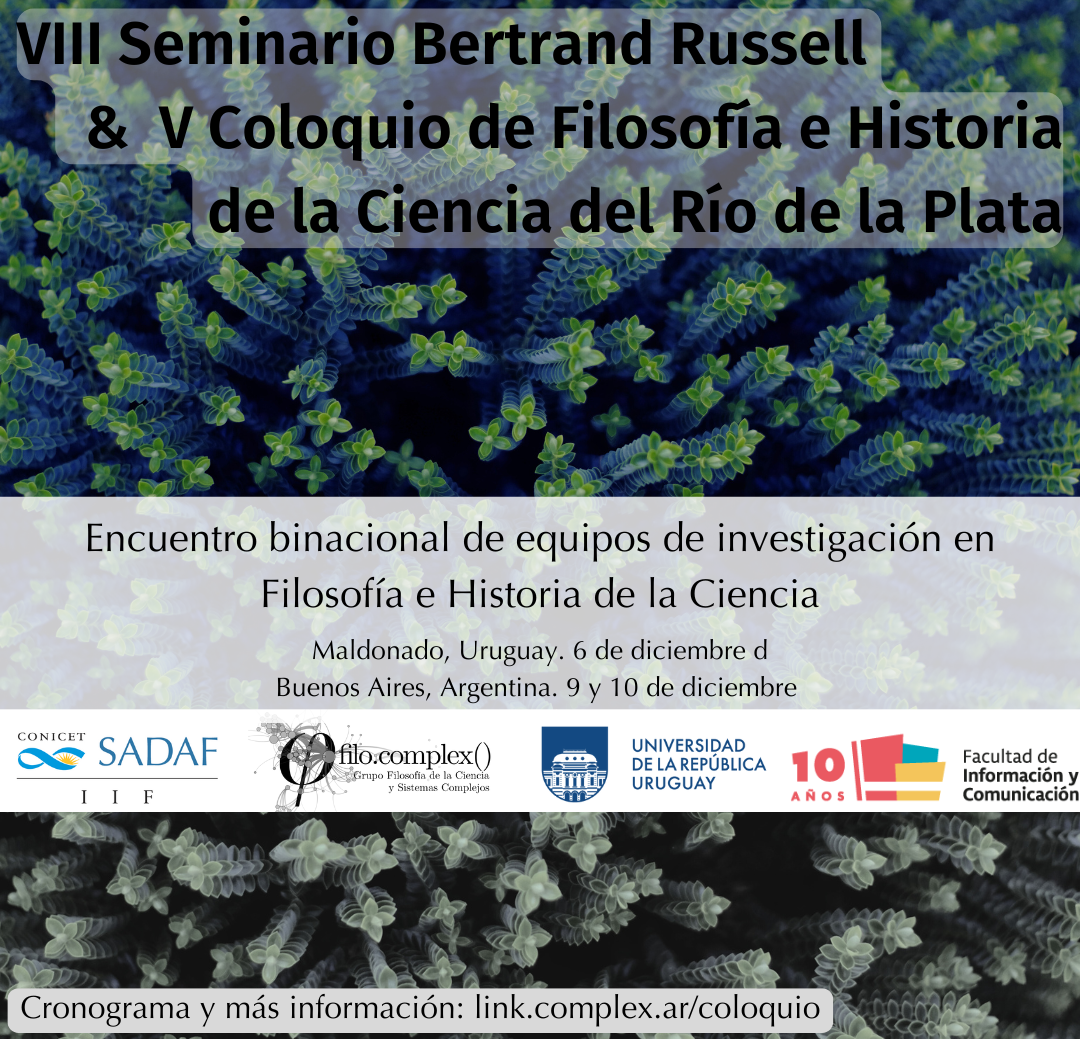 VIII Seminario Bertrand Russell
& V Coloquio de Filosofía e Historia
de la Ciencia del Río de la Plata
Encuentro binacional de equipos de investigación en
Filosofía e Historia de la Ciencia
Maldonado, Uruguay. 6 de diciembre d
Buenos Aires, Argentina. 9 y 10 de diciembre
CONICET
SADAF
I I F
filo.complex()
Grupo Filosofía de la Ciencia
y Sistemas Complejos
UNIVERSIDAD
DE LA REPÚBLICA
URUGUAY
10
AÑOS
Facultad de
Información y
Comunicación
Cronograma y más información: link.complex.ar/coloquio